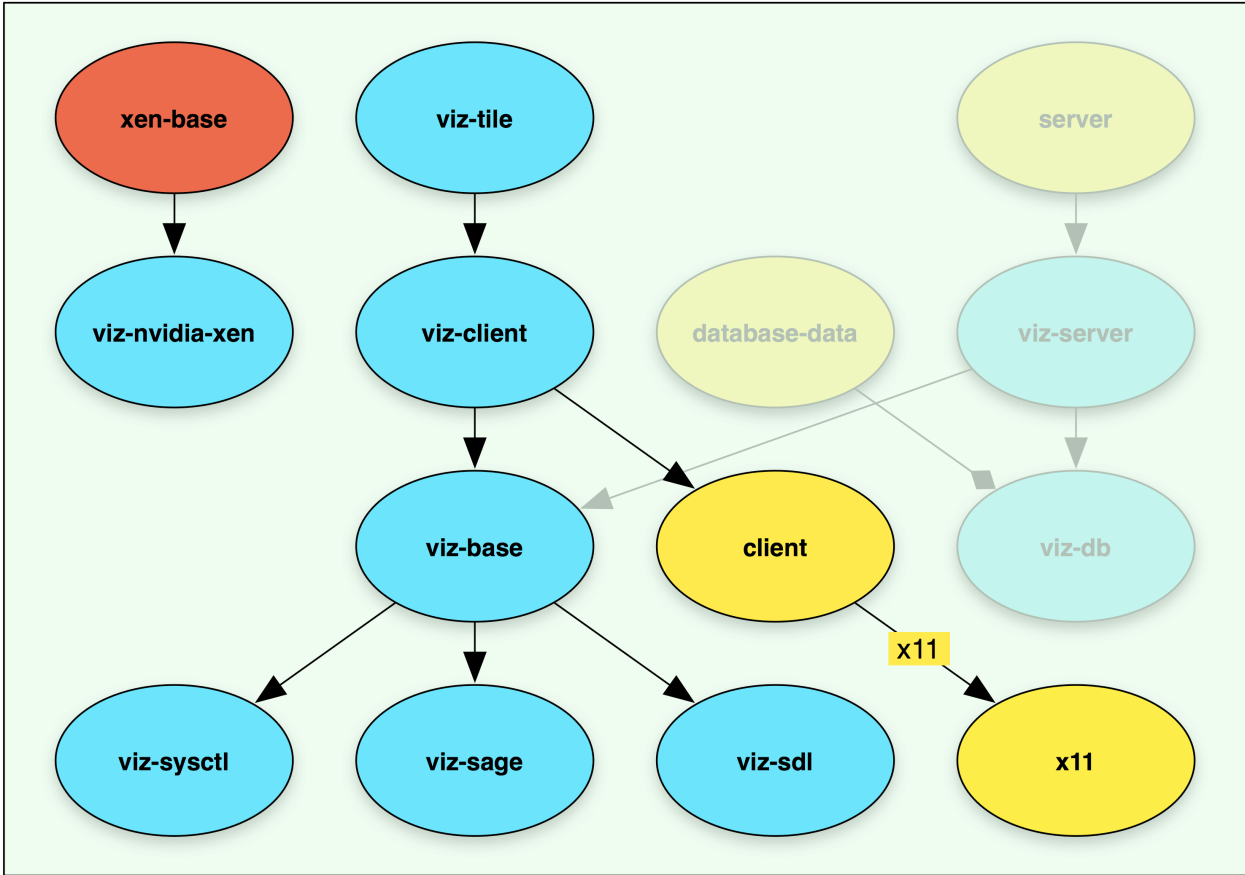 xen-base
viz-tile
server
viz-nvidia-xen
viz-client
database-data
viz-server
viz-base
client
viz-db
x11
viz-sysctl
viz-sage
viz-sdl
x11